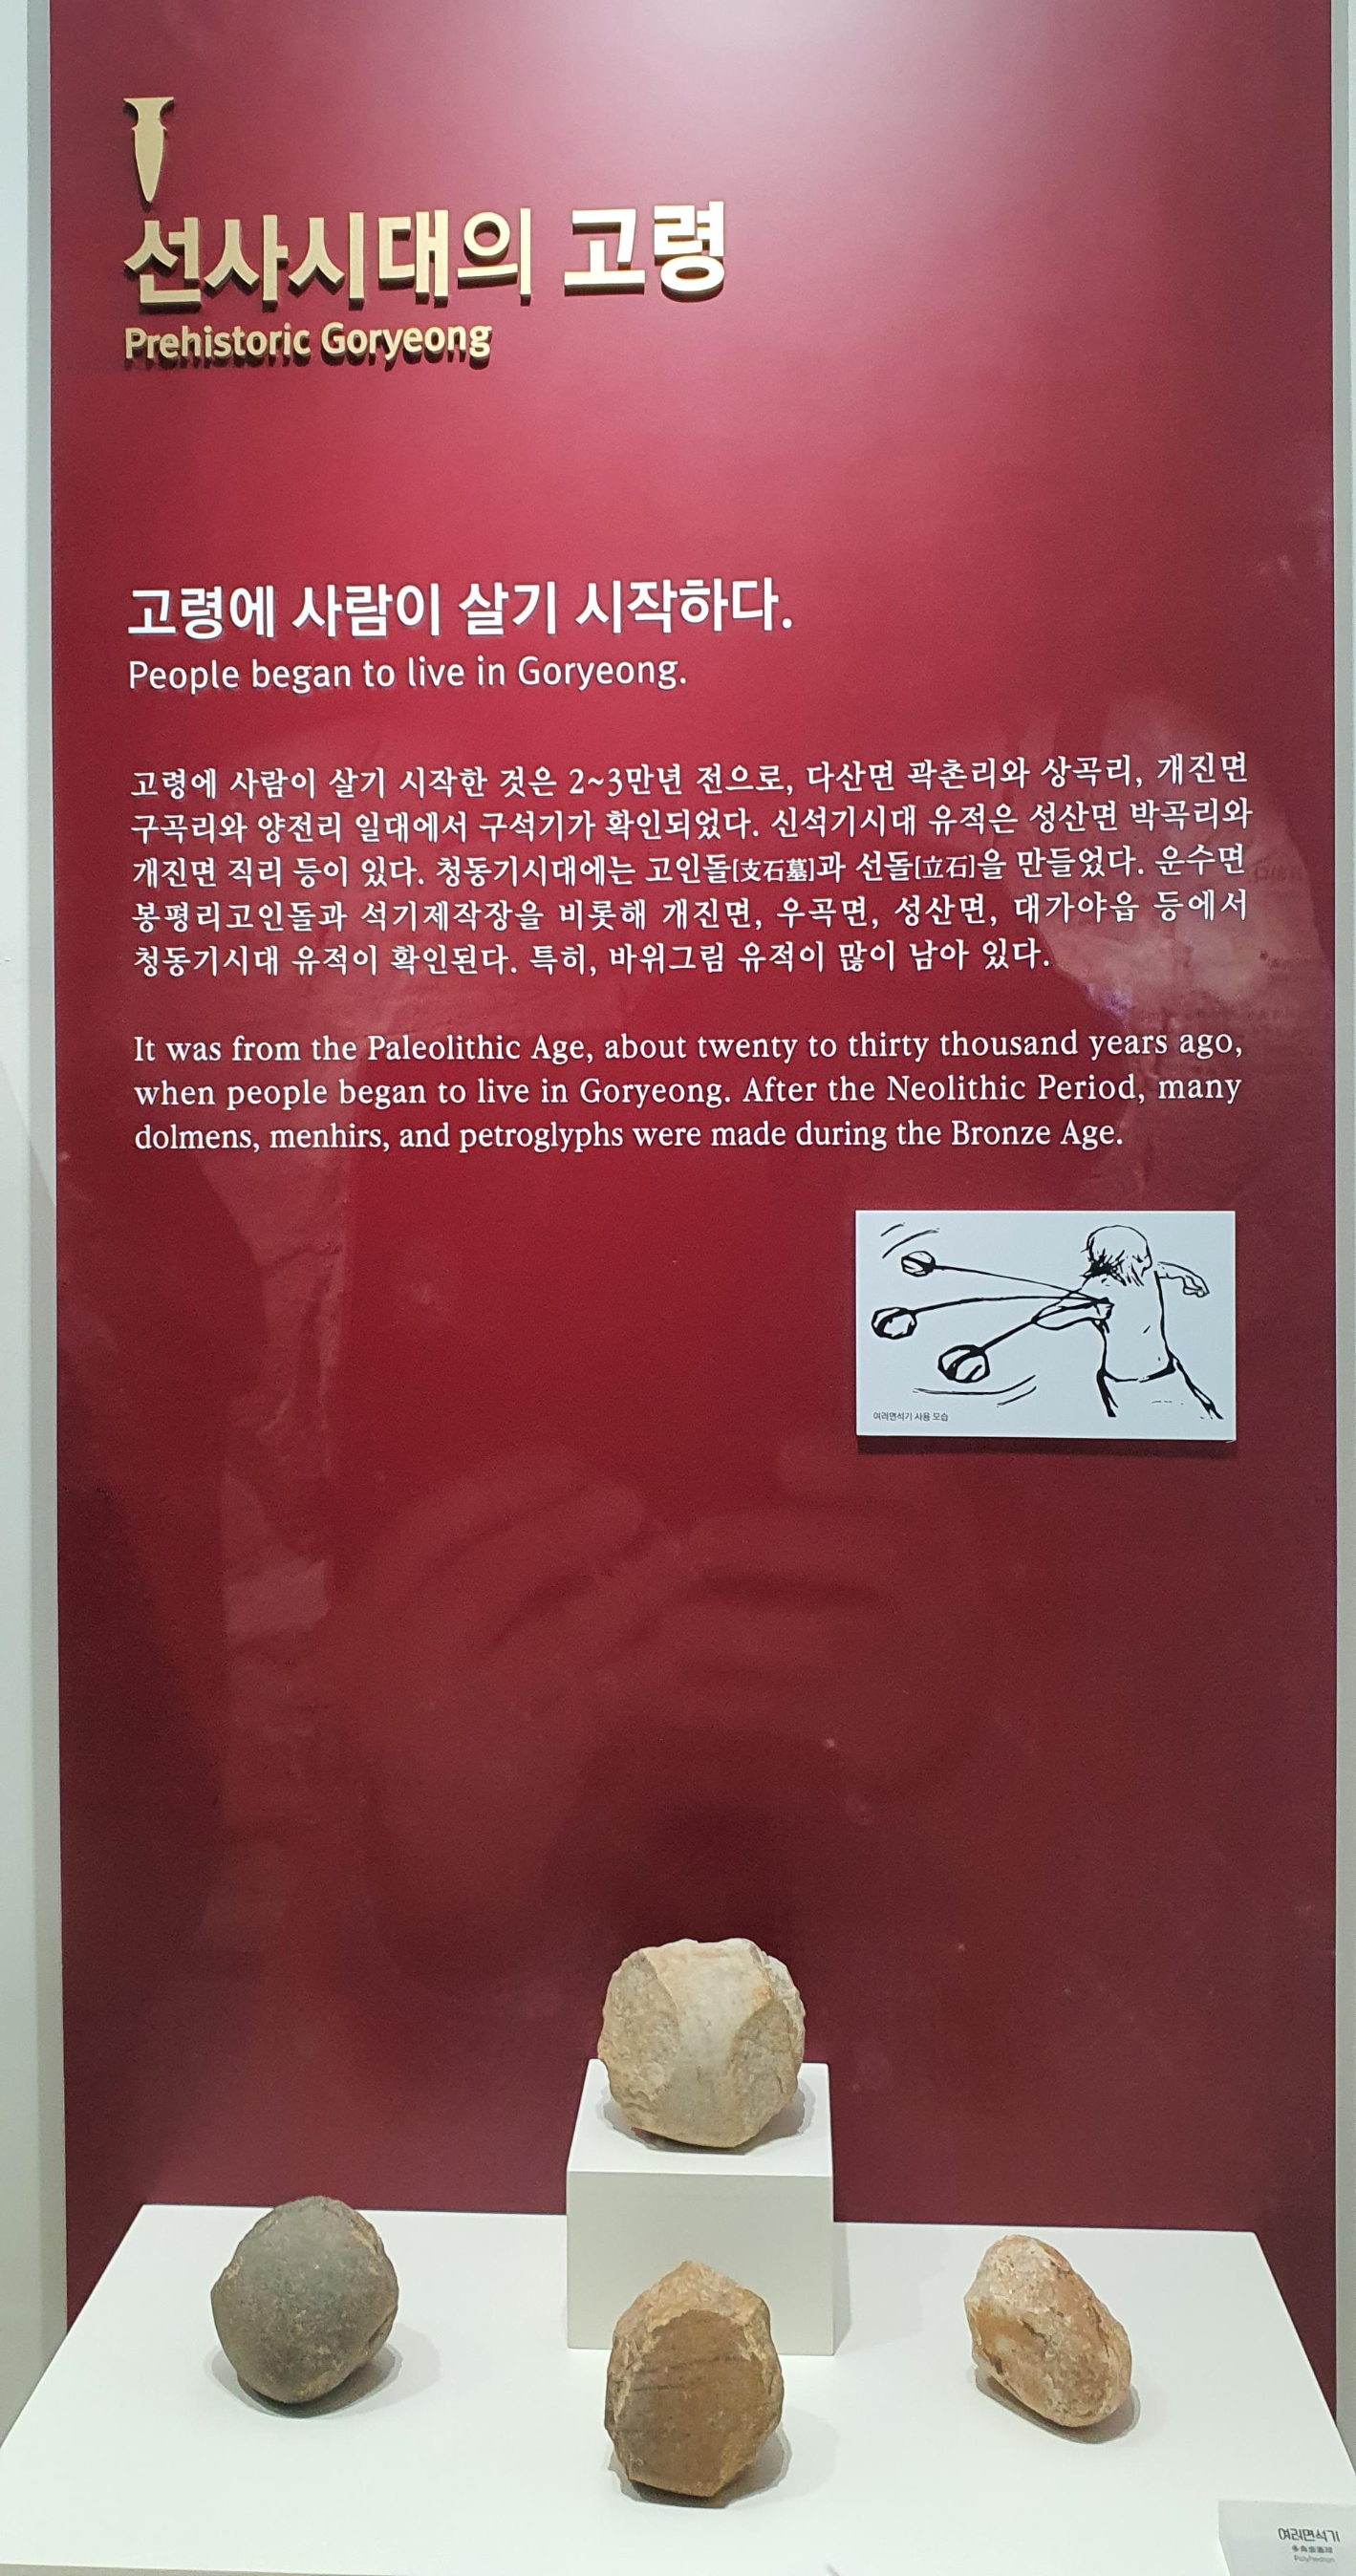 선사시대의 고령
Prehistoric Goryeong
고령에 사람이 살기 시작하다.
People began to live in Goryeong.
고령에 사람이 살기 시작한 것은 2~3만년 전으로, 다산면 곽촌리와 상곡리, 개진면
구곡리와 양전리 일대에서 구석기가 확인되었다. 신석기시대 유적은 성산면 박곡리와
개진면 직리 등이 있다. 청동기시대에는 고인돌[支石墓]과 선돌[立石]을 만들었다. 운수면
봉평리고인돌과 석기제작장을 비롯해 개진면, 우곡면, 성산면, 대가야읍 등에서
청동기시대 유적이 확인된다. 특히, 바위그림 유적이 많이 남아 있다.
It was from the Paleolithic Age, about twenty to thirty thousand years ago,
when people began to live in Goryeong. After the Neolithic Period, many
dolmens, menhirs, and petroglyphs were made during the Bronze Age.
여러면석기 사용 모습
여러면석기